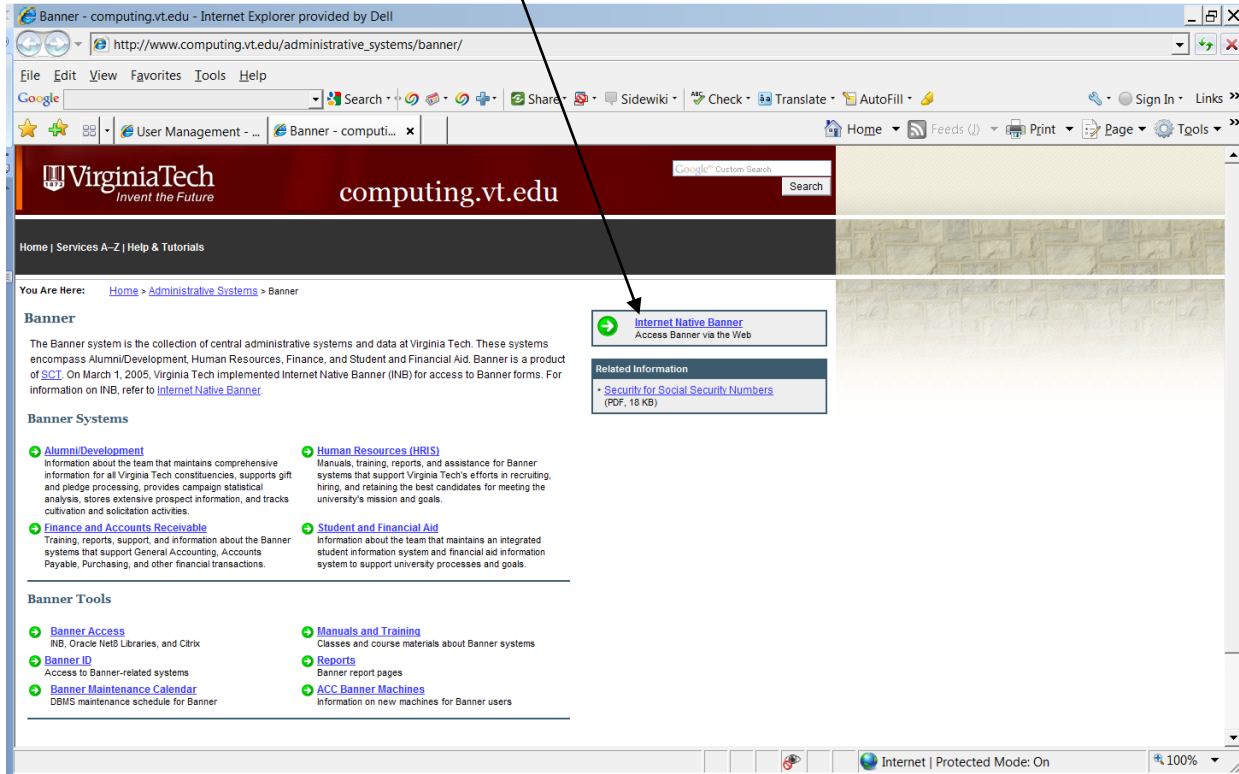 Banner - computing.vt.edu - Internet Explorer provided by Dell
http://www.computing.vt.edu/administrative_systems/banner/
File Edit View Favorites Tools Help
Google Search Share Sidewiki Check Translate AutoFill Sign In Links »
User Management - ... Banner - computi... Home Feeds (J) Print Page Tools »
VirginiaTech
1872
Invent the Future
computing.vt.edu
Google™ Custom Search
Search
Home | Services A–Z | Help & Tutorials
You Are Here: Home > Administrative Systems > Banner
Banner
The Banner system is the collection of central administrative systems and data at Virginia Tech. These systems
encompass Alumni/Development, Human Resources, Finance, and Student and Financial Aid. Banner is a product
of SCT. On March 1, 2005, Virginia Tech implemented Internet Native Banner (INB) for access to Banner forms. For
information on INB, refer to Internet Native Banner.
Internet Native Banner
Access Banner via the Web
Related Information
• Security for Social Security Numbers
(PDF, 18 KB)
Banner Systems
Alumni/Development
Information about the team that maintains comprehensive
information for all Virginia Tech constituencies, supports gift
and pledge processing, provides campaign statistical
analysis, stores extensive prospect information, and tracks
cultivation and solicitation activities.
Human Resources (HRIS)
Manuals, training, reports, and assistance for Banner
systems that support Virginia Tech's efforts in recruiting,
hiring, and retaining the best candidates for meeting the
university's mission and goals.
Finance and Accounts Receivable
Training, reports, support, and information about the Banner
systems that support General Accounting, Accounts
Payable, Purchasing, and other financial transactions.
Student and Financial Aid
Information about the team that maintains an integrated
student information system and financial aid information
system to support university processes and goals.
Banner Tools
Banner Access
INB, Oracle Net8 Libraries, and Citrix
Manuals and Training
Classes and course materials about Banner systems
Banner ID
Access to Banner-related systems
Reports
Banner report pages
Banner Maintenance Calendar
DBMS maintenance schedule for Banner
ACC Banner Machines
Information on new machines for Banner users
Internet | Protected Mode: On 100%